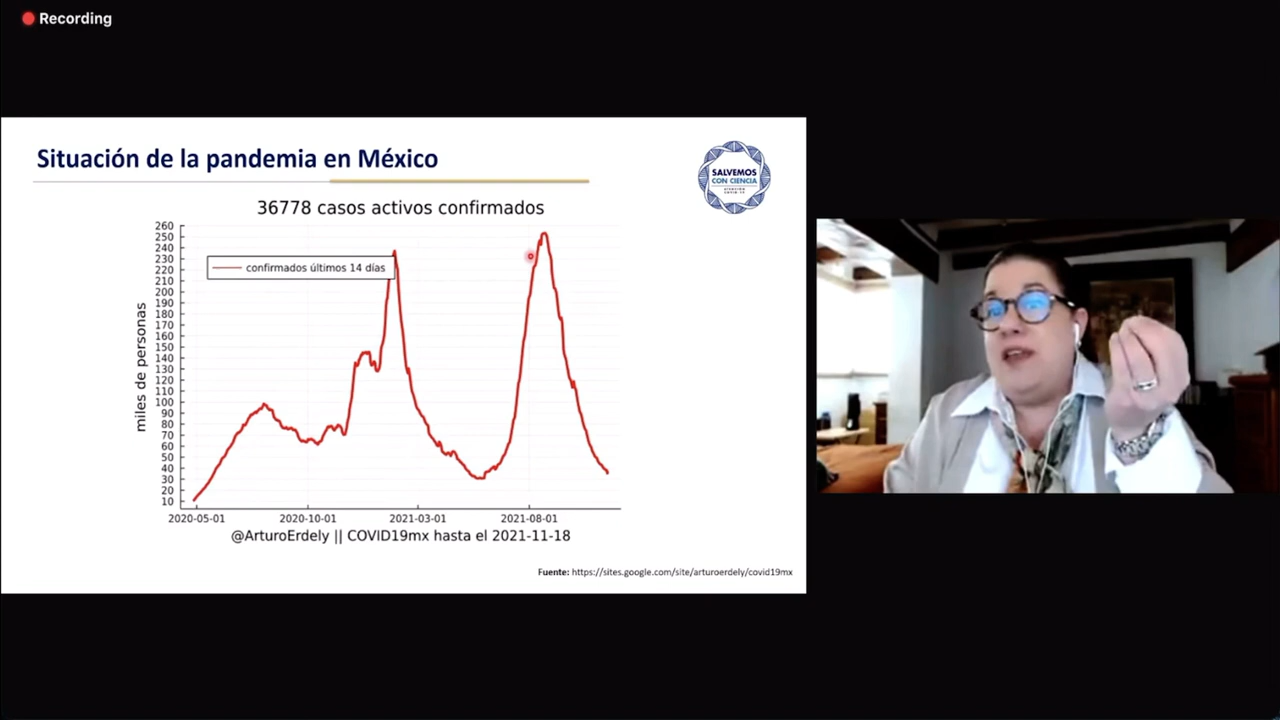 Recording
Situación de la pandemia en México
SALVEMOS
CON CIENCIA
36778 casos activos confirmados
260
250
240
230
220
210
200
190
180
170
160
150
140
130
120
110
100
90
80
70
60
50
40
30
20
10
miles de personas
confirmados últimos 14 días
2020-05-01 2020-10-01 2021-03-01 2021-08-01
@ArturoErdely || COVID19mx hasta el 2021-11-18
Fuente: https://sites.google.com/site/arturoerdely/covid19mx